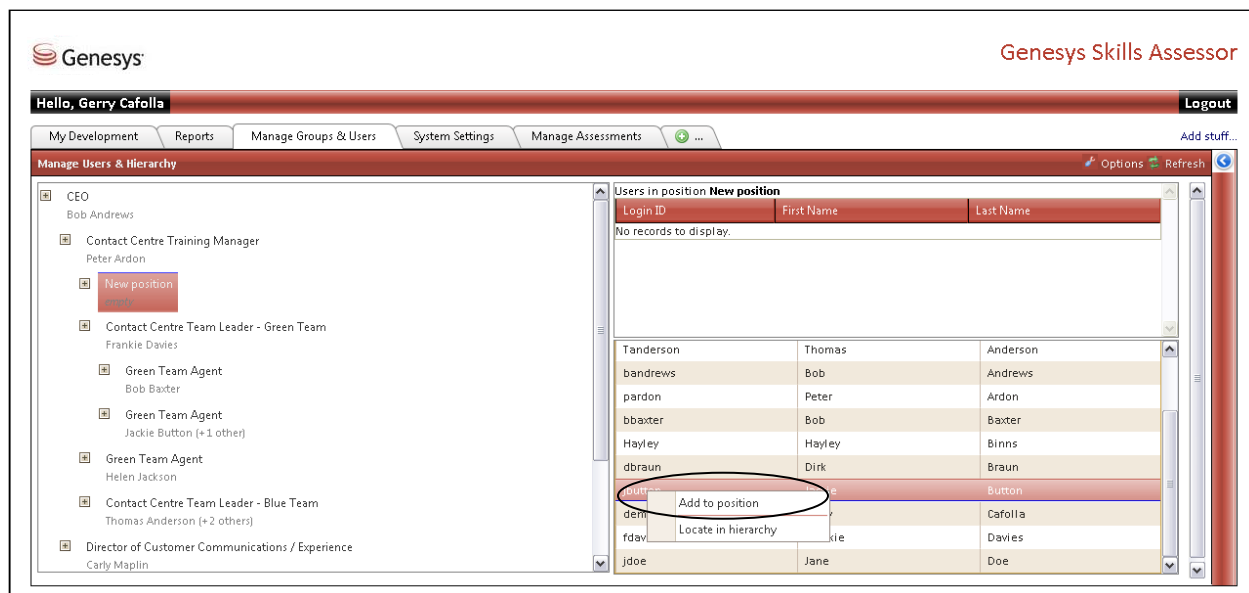 Genesys
Genesys Skills Assessor
Hello, Gerry Cafolla
Logout
My Development Reports Manage Groups & Users System Settings Manage Assessments ...
Add stuff...
Manage Users & Hierarchy
Options Refresh
CEO
Bob Andrews
Contact Centre Training Manager
Peter Ardon
New position
empty
Contact Centre Team Leader - Green Team
Frankie Davies
Green Team Agent
Bob Baxter
Green Team Agent
Jackie Button (+1 other)
Green Team Agent
Helen Jackson
Contact Centre Team Leader - Blue Team
Thomas Anderson (+2 others)
Director of Customer Communications / Experience
Carly Maplin
Users in position New position
Login ID First Name Last Name
No records to display.
Tanderson Thomas Anderson
bandrews Bob Andrews
pardon Peter Ardon
bbaxter Bob Baxter
Hayley Hayley Binns
dbraun Dirk Braun
jbutton Button
Add to position
Cafolla
Locate in hierarchy
Davies
jdoe Jane Doe